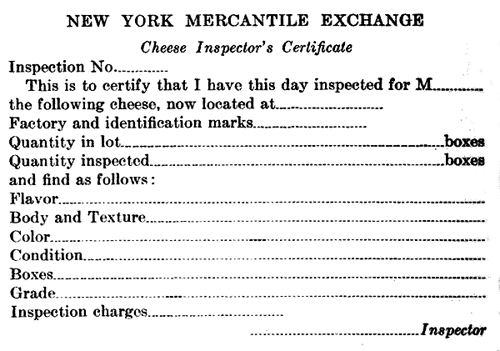 NEW YORK MERCANTILE EXCHANGE
Cheese Inspector's Certificate
Inspection No.............
This is to certify that I have this day inspected for M............
the following cheese, now located at..........................
Factory and identification marks..........................
Quantity in lot..........................boxes
Quantity inspected..........................boxes
and find as follows:
Flavor..........................
Body and Texture..........................
Color..........................
Condition..........................
Boxes..........................
Grade..........................
Inspection charges..........................
..........................Inspector